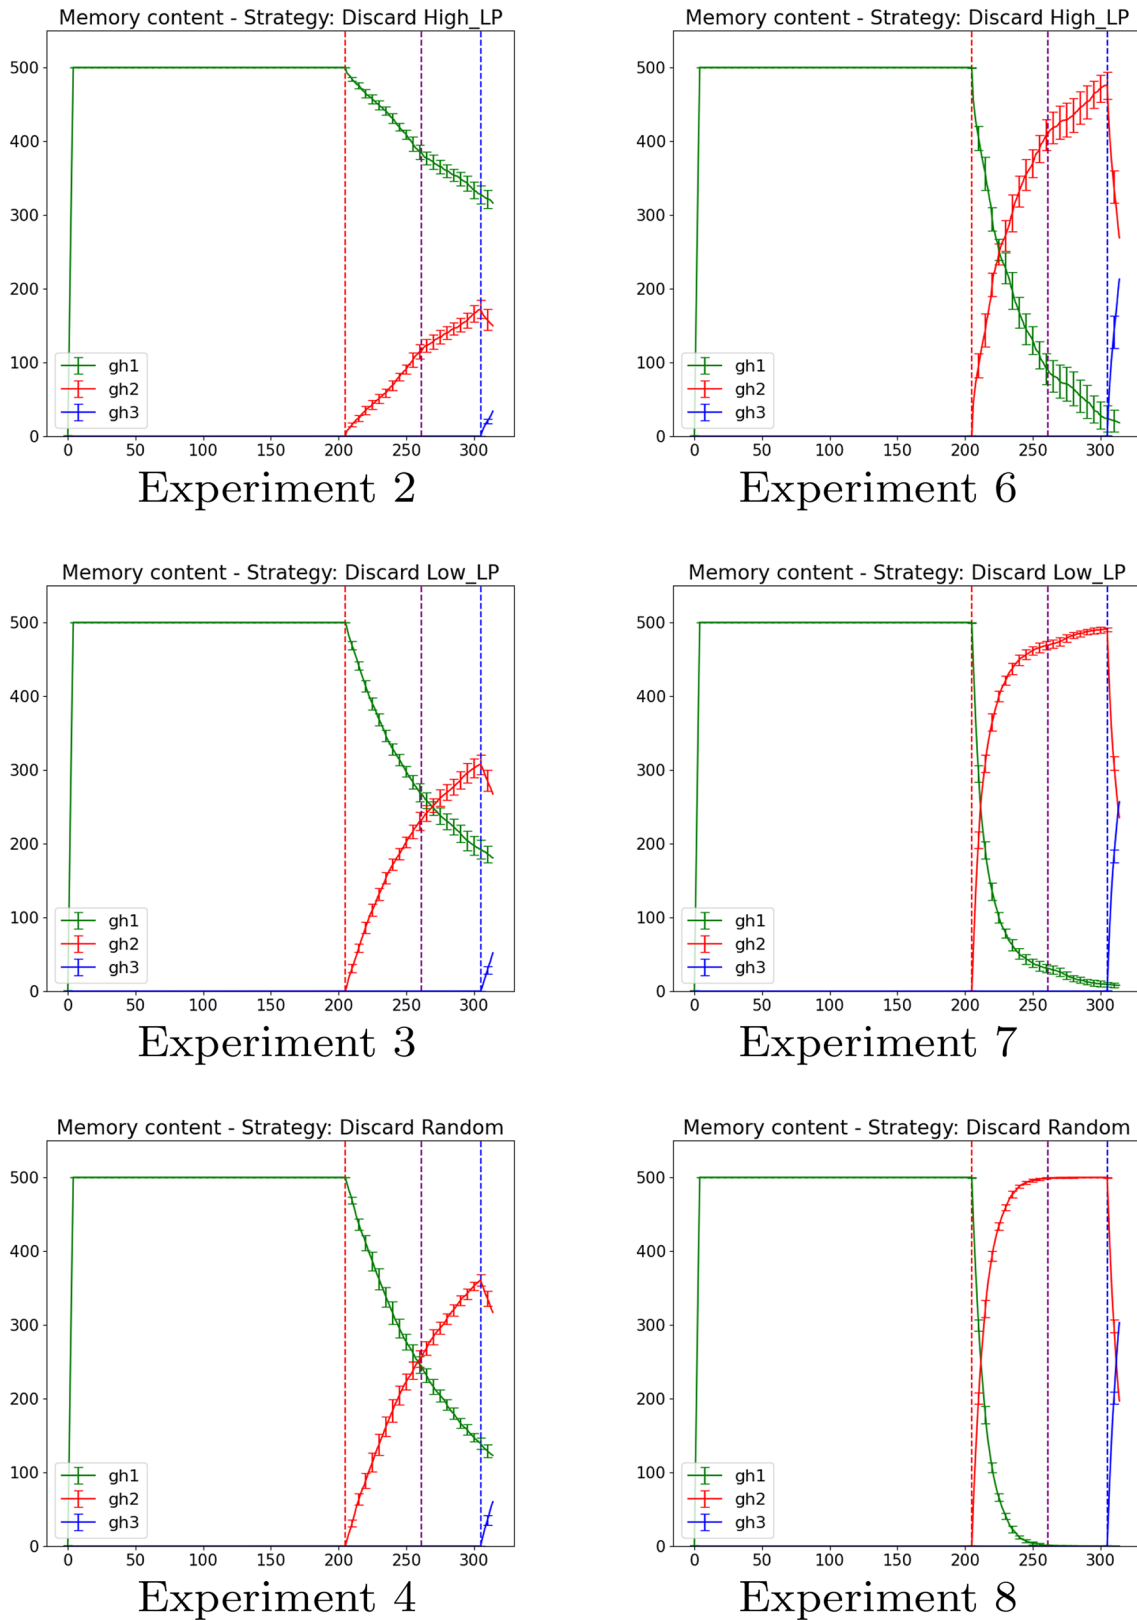 Memory content - Strategy: Discard High_LP
500
400
300
200
100
0
gh1
gh2
gh3
0 50 100 150 200 250 300
Experiment 2
Memory content - Strategy: Discard High_LP
500
400
300
200
100
0
gh1
gh2
gh3
0 50 100 150 200 250 300
Experiment 6
Memory content - Strategy: Discard Low_LP
500
400
300
200
100
0
gh1
gh2
gh3
0 50 100 150 200 250 300
Experiment 3
Memory content - Strategy: Discard Low_LP
500
400
300
200
100
0
gh1
gh2
gh3
0 50 100 150 200 250 300
Experiment 7
Memory content - Strategy: Discard Random
500
400
300
200
100
0
gh1
gh2
gh3
0 50 100 150 200 250 300
Experiment 4
Memory content - Strategy: Discard Random
500
400
300
200
100
0
gh1
gh2
gh3
0 50 100 150 200 250 300
Experiment 8